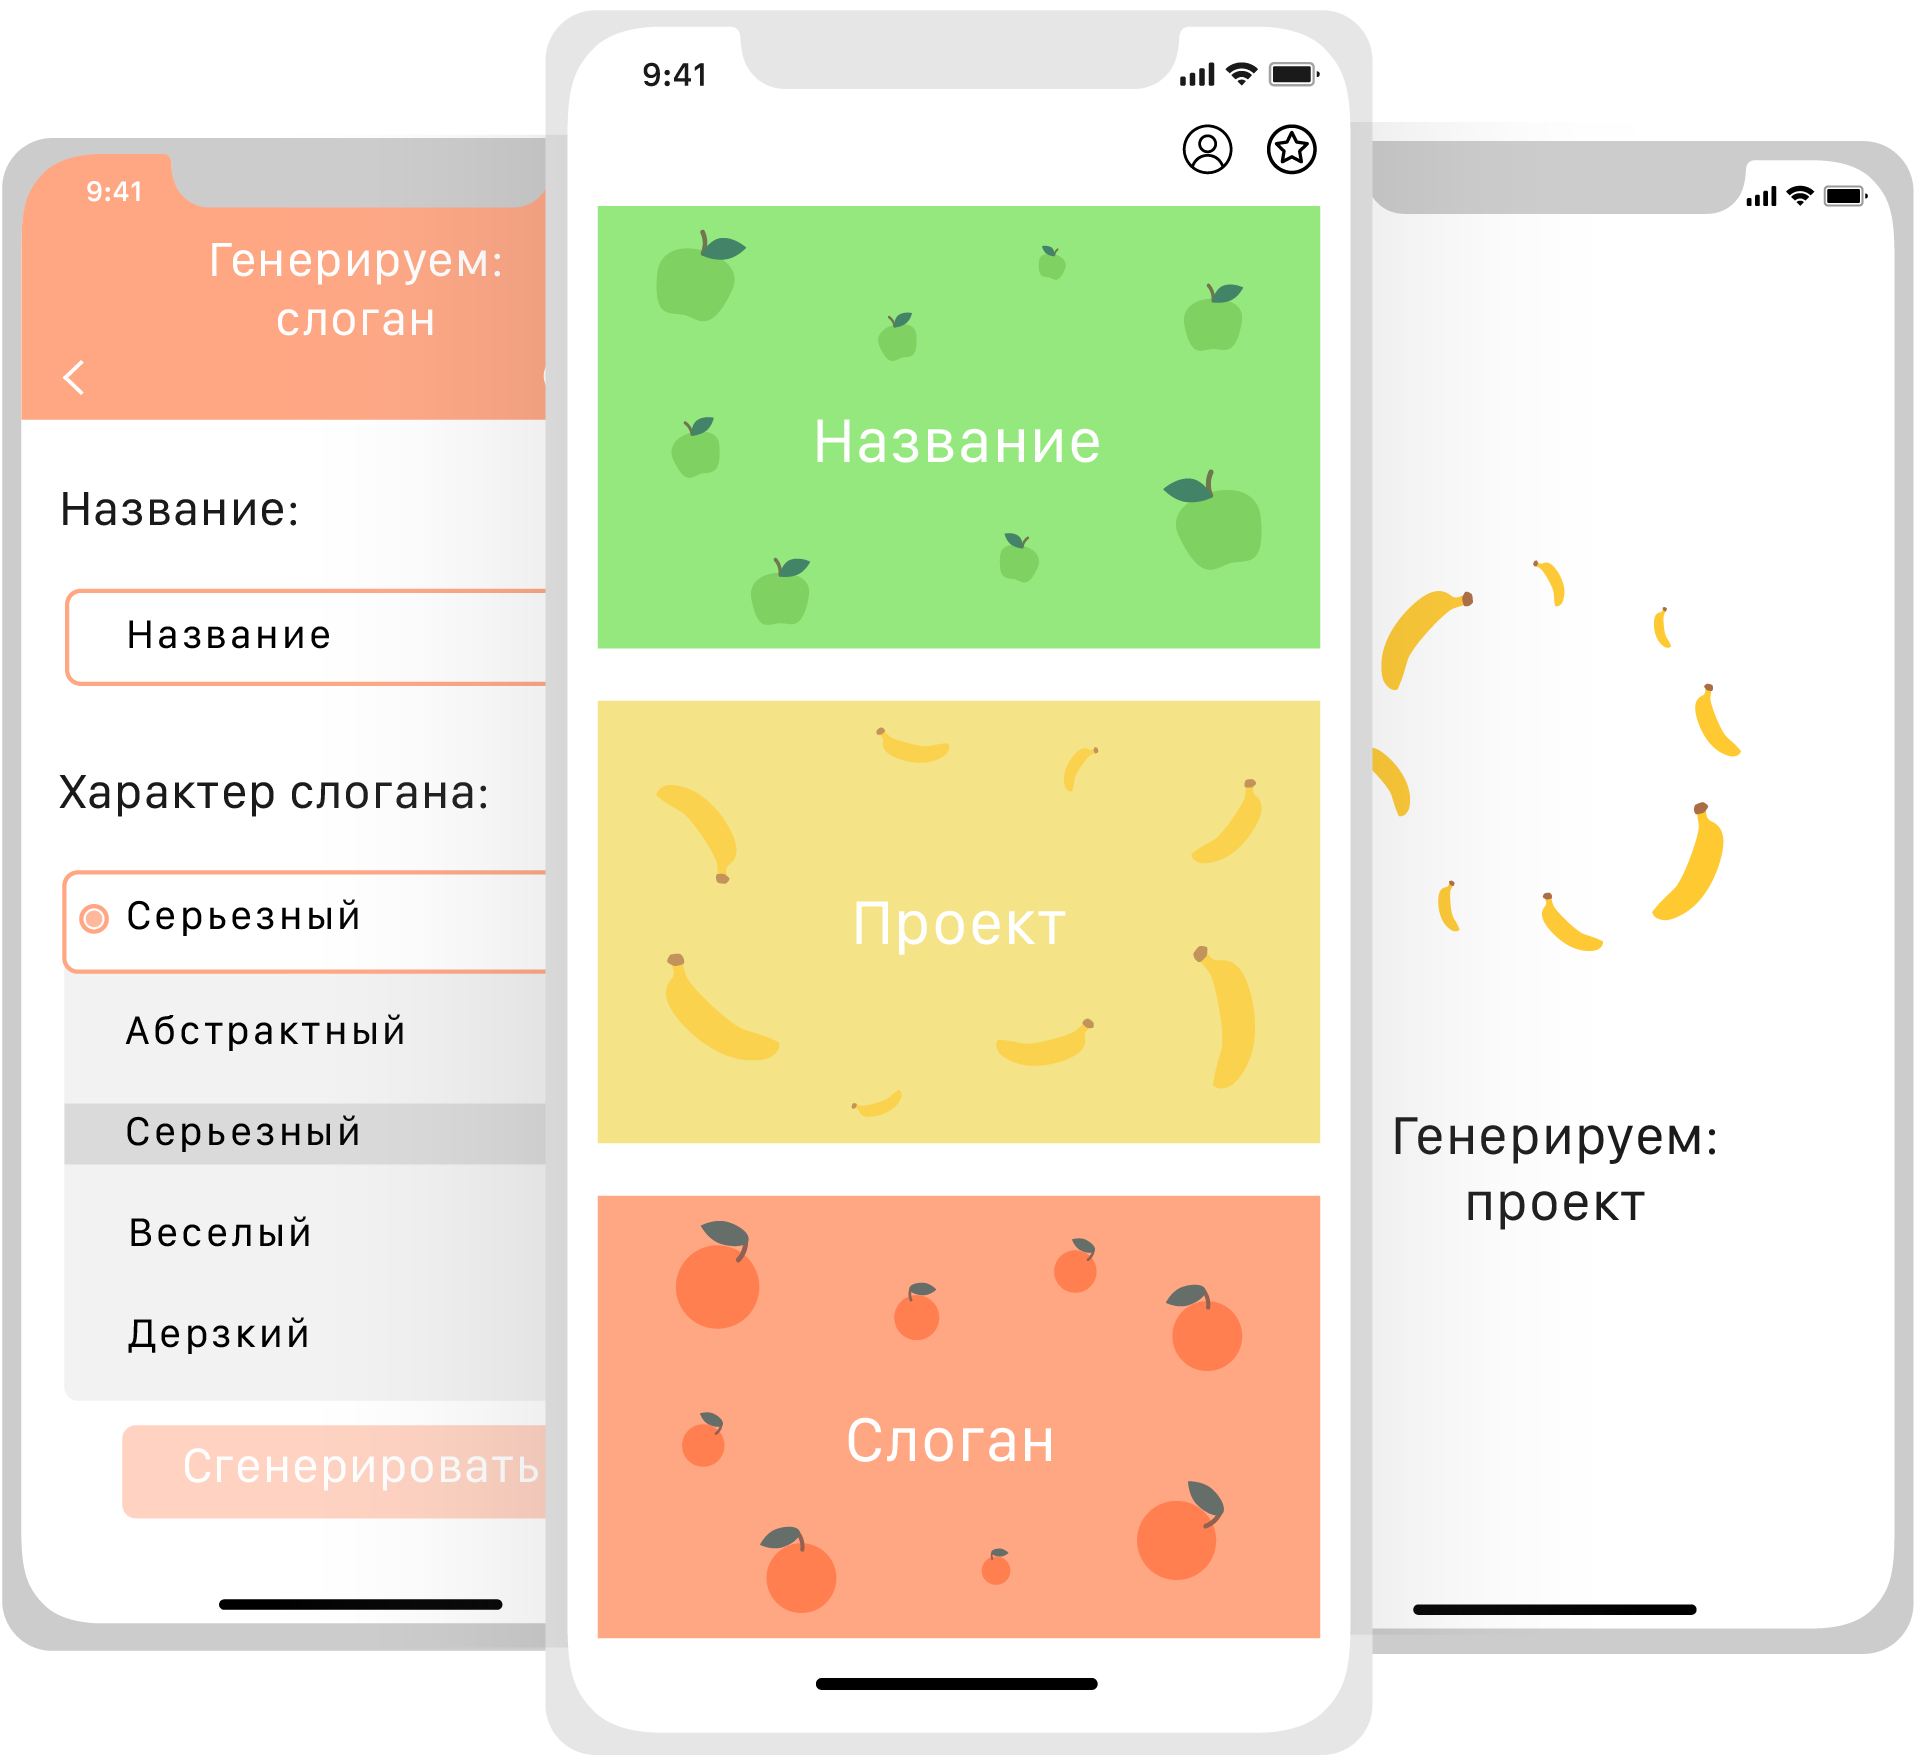 9:41
Генерируем:
слоган
Название:
Название
Характер слогана:
Серьезный
Абстрактный
Серьезный
Веселый
Дерзкий
Сгенерировать
9:41
Название
Проект
Слоган
Генерируем:
проект